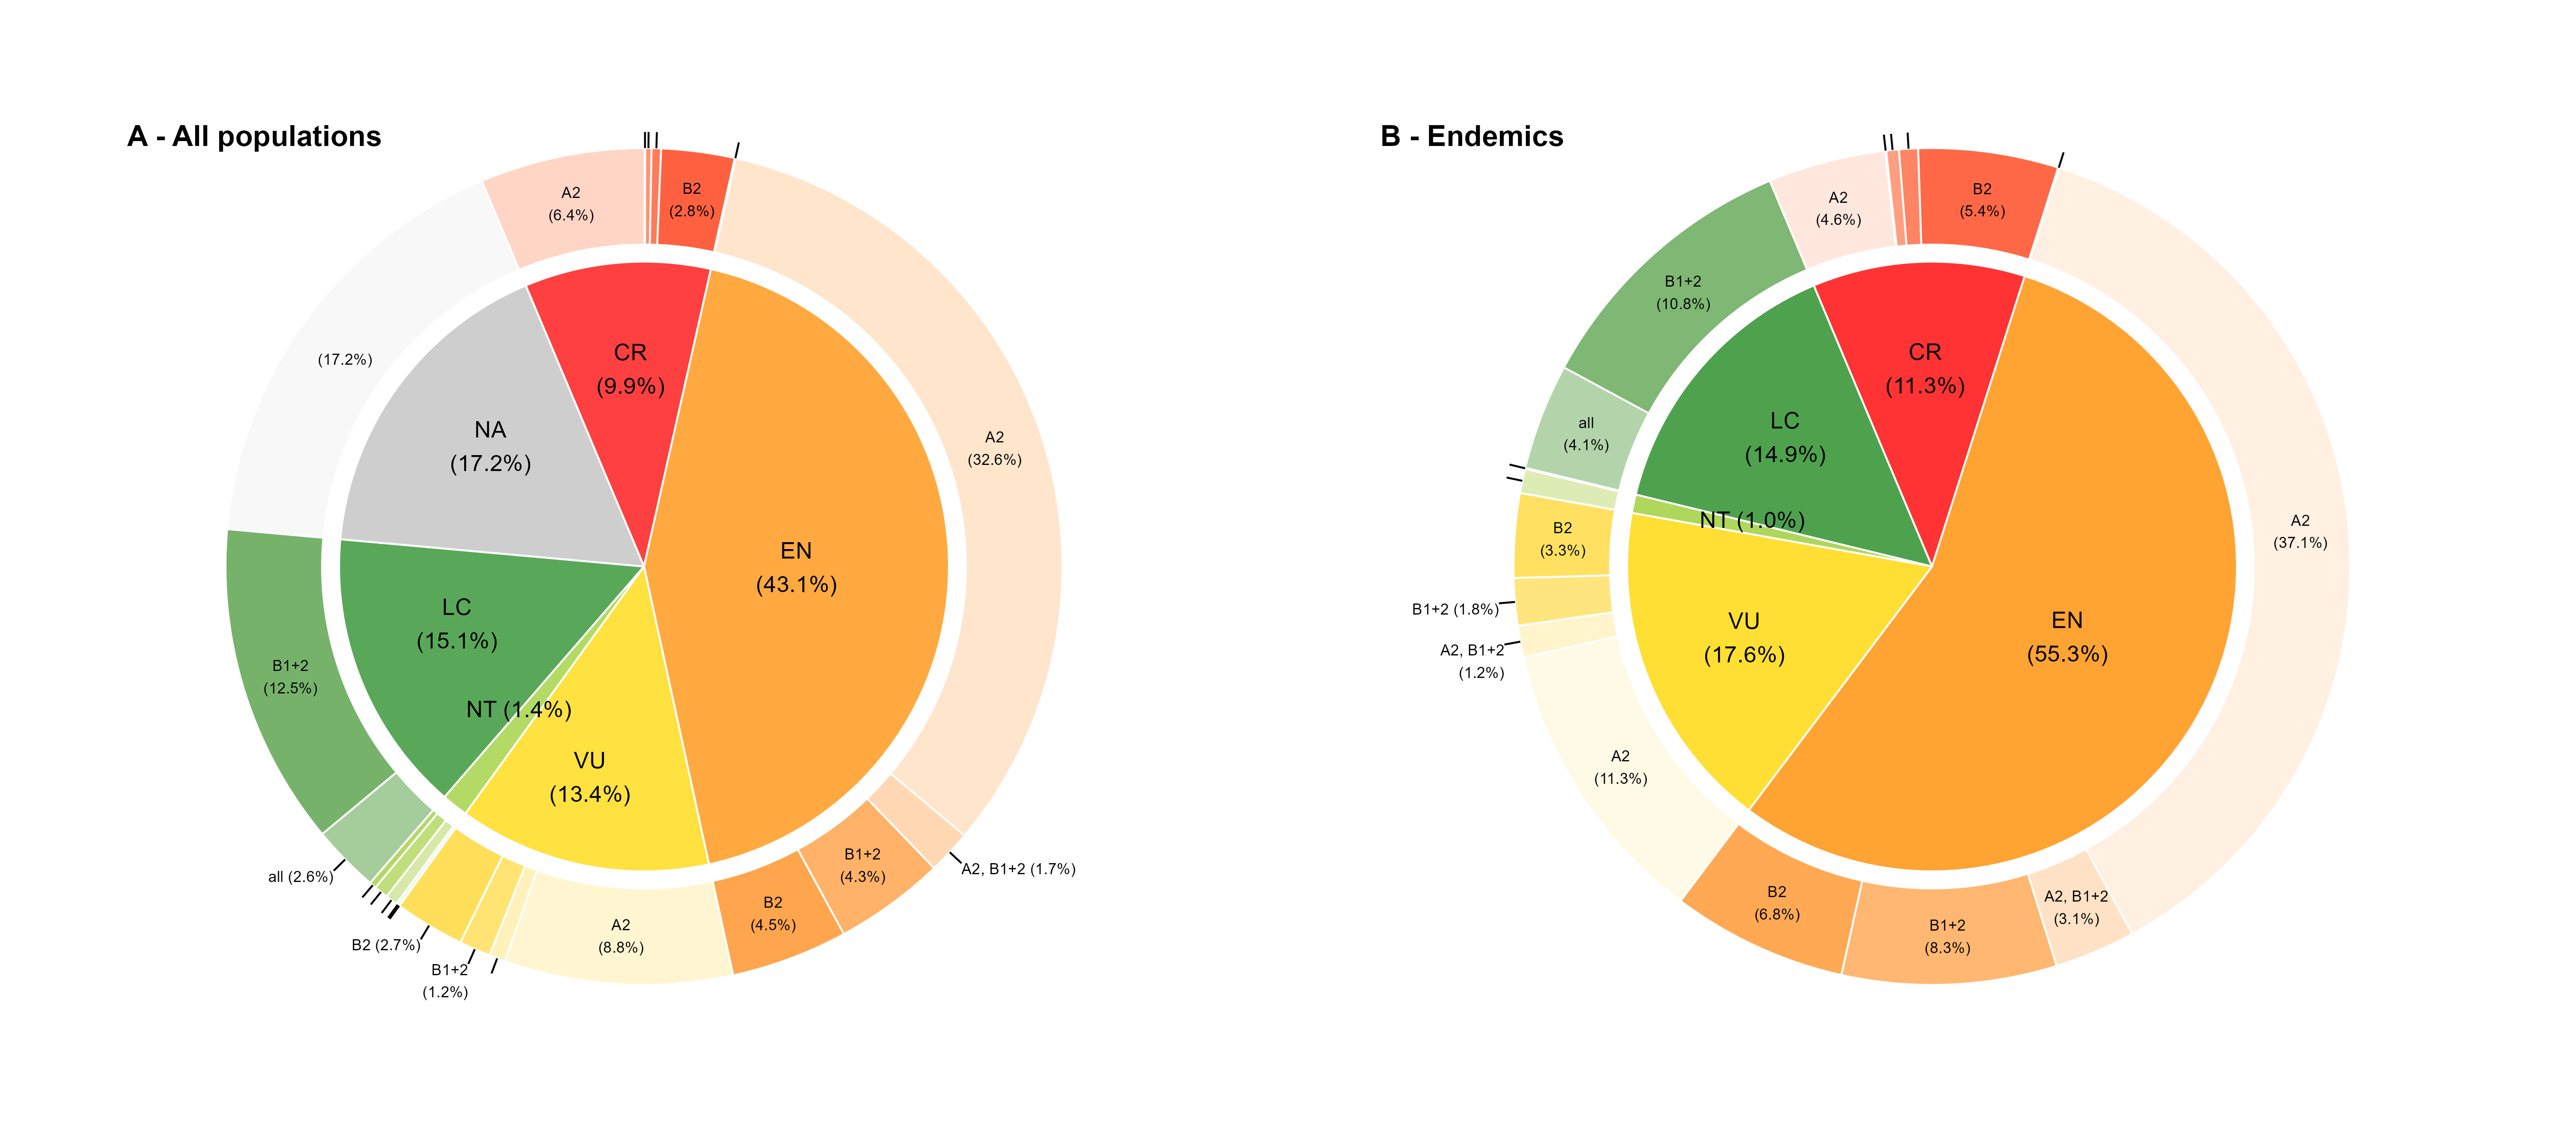 A - All populations
A2
(6.4%)
B2
(2.8%)
A2
(32.6%)
A2, B1+2 (1.7%)
B1+2
(4.3%)
B2
(4.5%)
A2
(8.8%)
B1+2
(1.2%)
B2 (2.7%)
all (2.6%)
B1+2
(12.5%)
(17.2%)
CR
(9.9%)
EN
(43.1%)
VU
(13.4%)
NT (1.4%)
LC
(15.1%)
NA
(17.2%)
B - Endemics
A2
(4.6%)
B2
(5.4%)
A2
(37.1%)
A2, B1+2
(3.1%)
B1+2
(8.3%)
B2
(6.8%)
A2
(11.3%)
A2, B1+2
(1.2%)
B1+2 (1.8%)
B2
(3.3%)
all
(4.1%)
B1+2
(10.8%)
CR
(11.3%)
EN
(55.3%)
VU
(17.6%)
NT (1.0%)
LC
(14.9%)